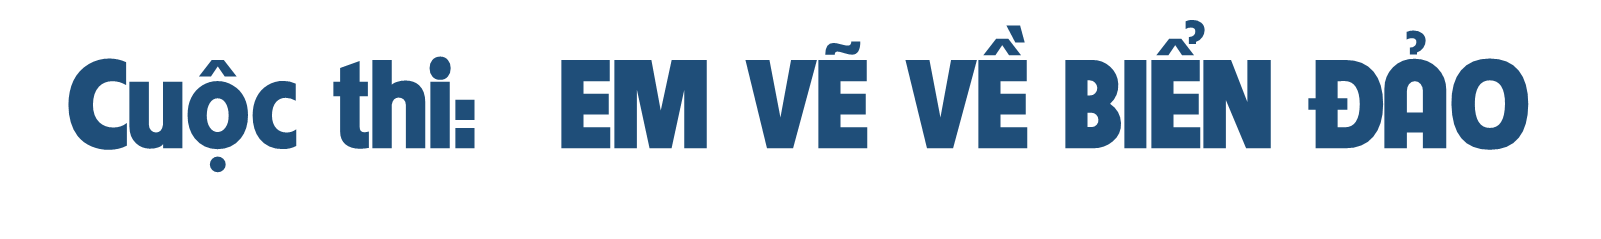 Cuộc thi: EM VẼ VỀ BIỂN ĐẢO